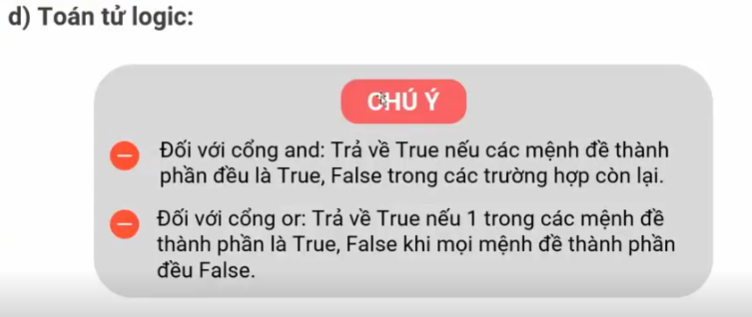 d) Toán tử logic:
CHÚ Ý
Đối với cổng and: Trả về True nếu các mệnh đề thành
phần đều là True, False trong các trường hợp còn lại.
Đối với cổng or: Trả về True nếu 1 trong các mệnh đề
thành phần là True, False khi mọi mệnh đề thành phần
đều False.